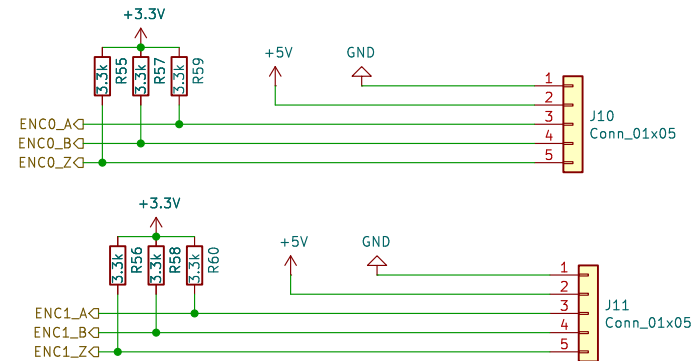 +3.3V
+5V GND
3.3k R55 3.3k R57 3.3k R59
1
2
ENC0_A 3 J10
ENC0_B 4 Conn_01x05
ENC0_Z 5
+3.3V
+5V GND
3.3k R56 3.3k R58 3.3k R60
1
2
ENC1_A 3 J11
ENC1_B 4 Conn_01x05
ENC1_Z 5